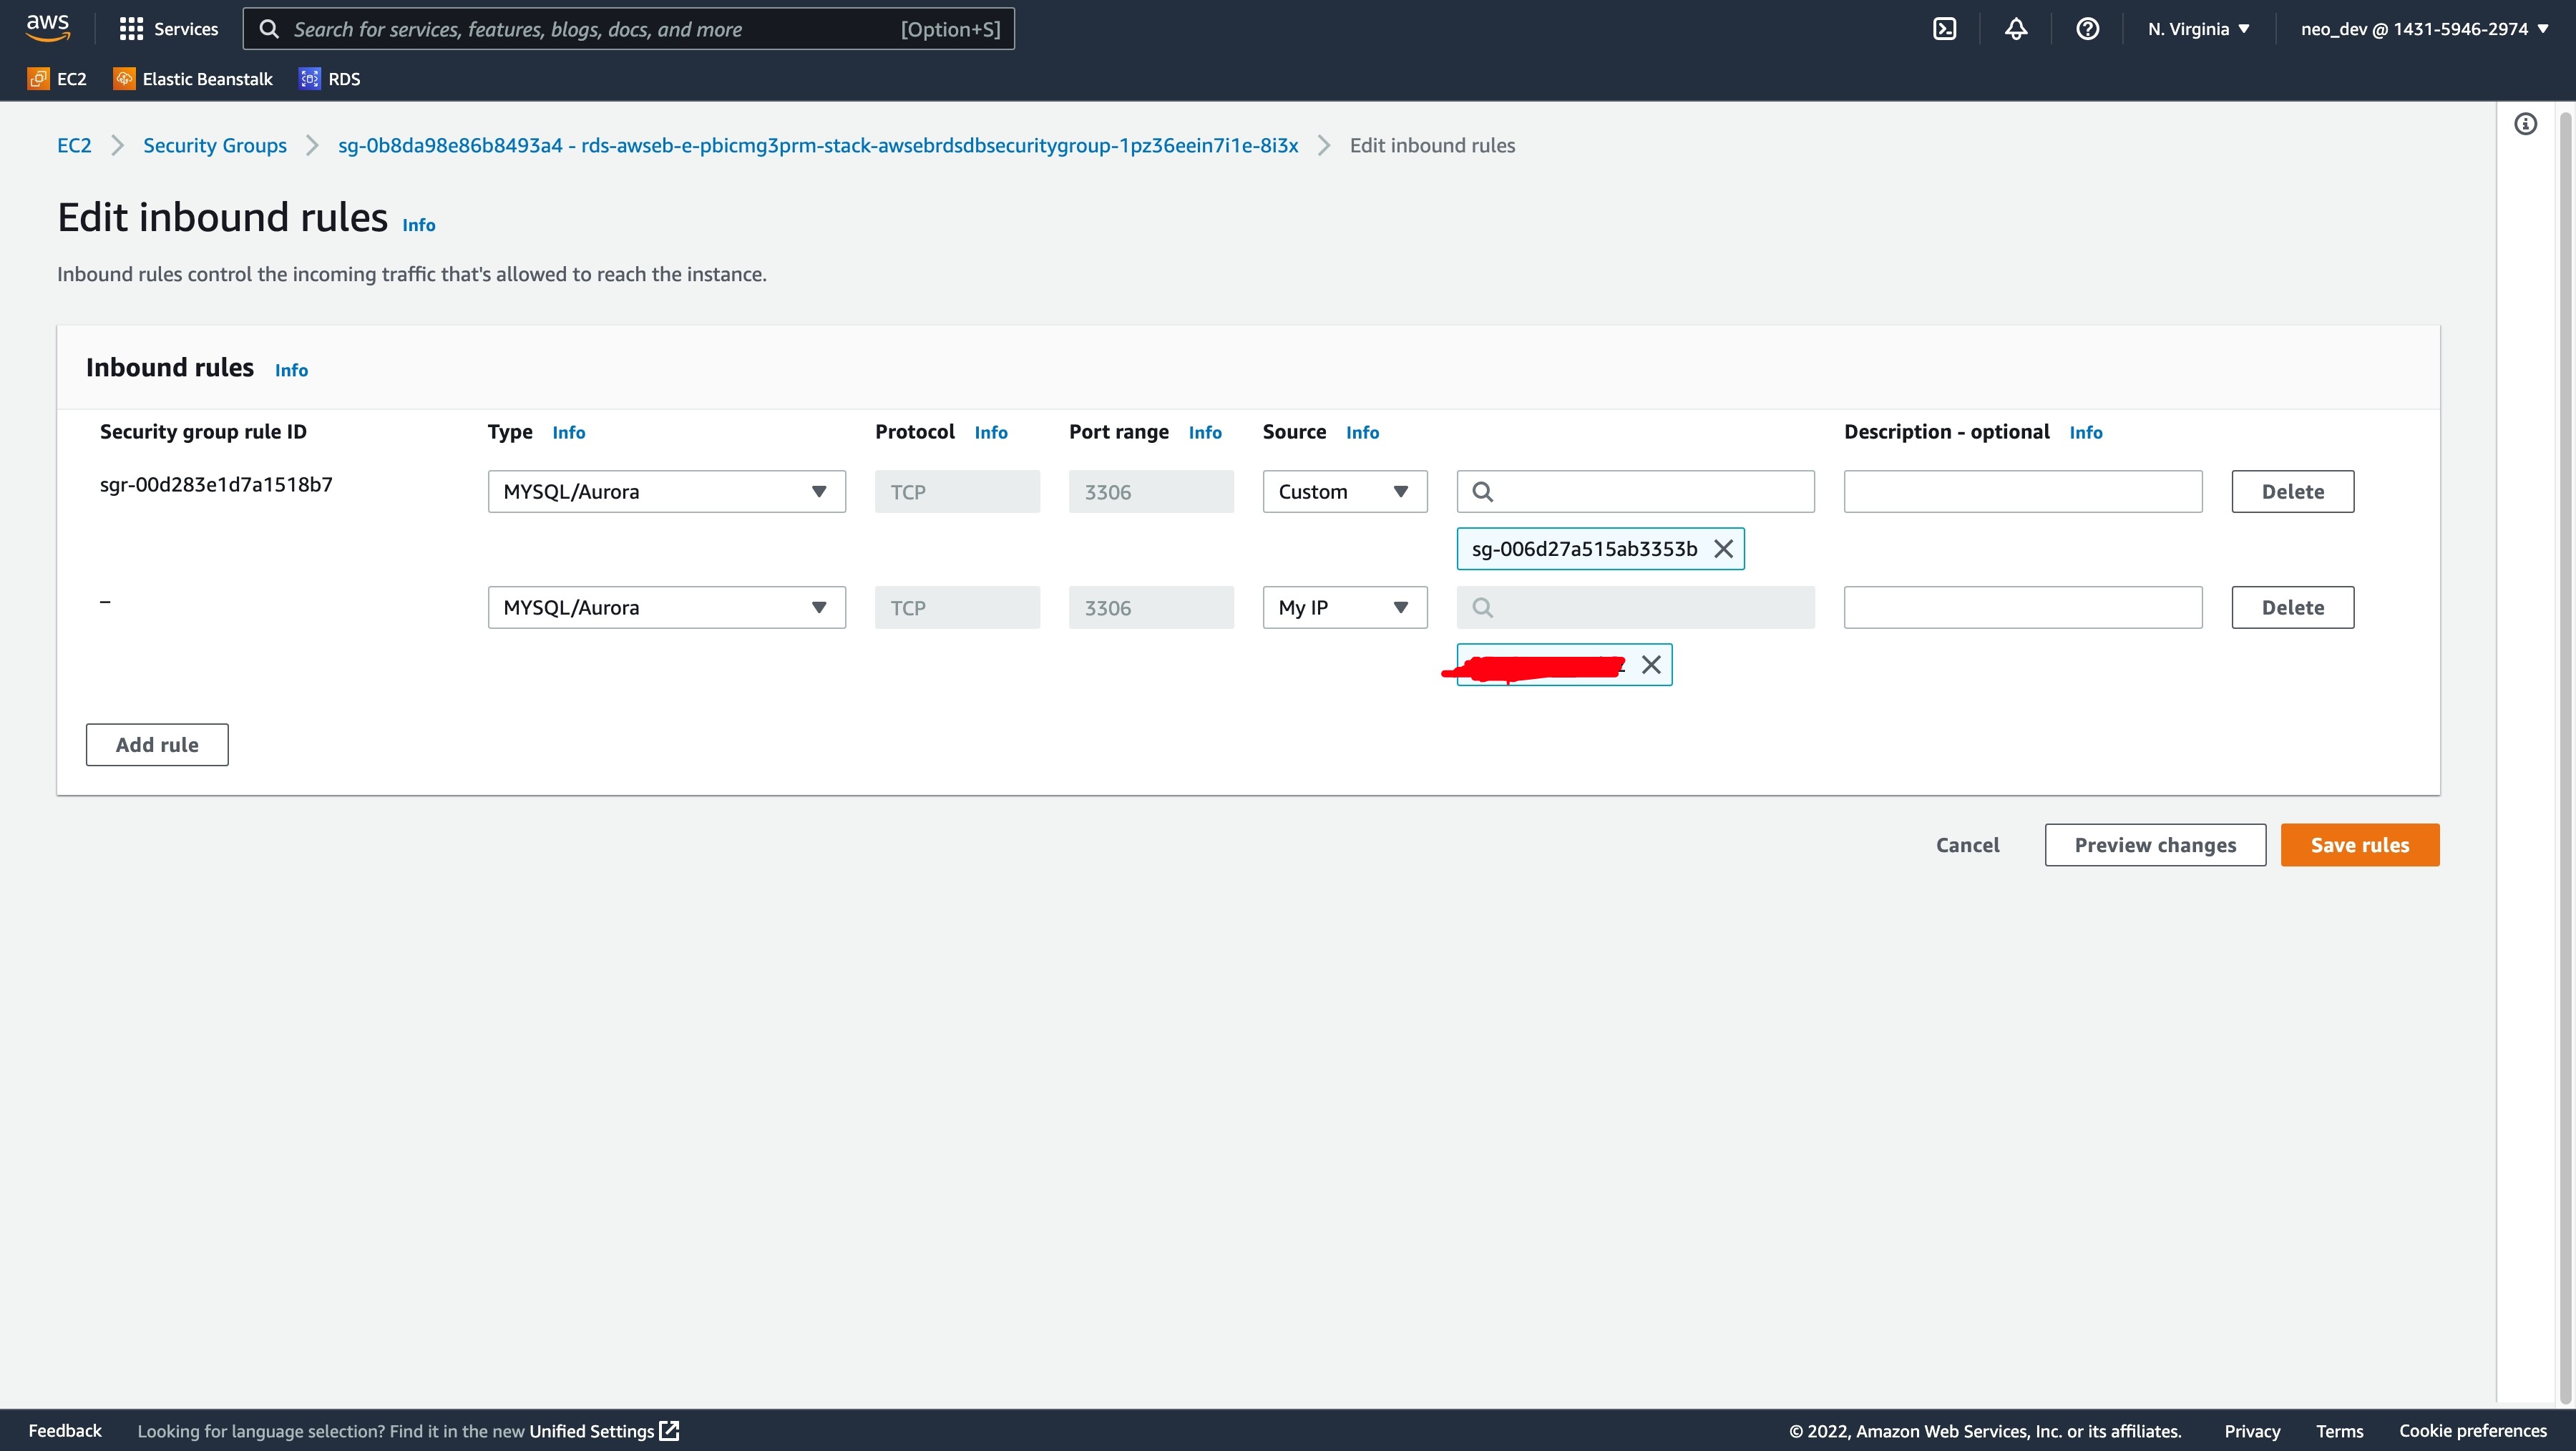 aws
Services
Search for services, features, blogs, docs, and more [Option+S]
N. Virginia
neo_dev @ 1431-5946-2974
EC2 Elastic Beanstalk RDS
EC2 Security Groups sg-0b8da98e86b8493a4 - rds-awseb-e-pbicmg3prm-stack-awsebrdsdbsecuritygroup-1pz36eein7i1e-8i3x Edit inbound rules
Edit inbound rules Info
Inbound rules control the incoming traffic that's allowed to reach the instance.
Inbound rules Info
Security group rule ID Type Info Protocol Info Port range Info Source Info Description - optional Info
sgr-00d283e1d7a1518b7 MYSQL/Aurora TCP 3306 Custom Delete
sg-006d27a515ab3353b
– MYSQL/Aurora TCP 3306 My IP Delete
Add rule
Cancel Preview changes Save rules
Feedback Looking for language selection? Find it in the new Unified Settings © 2022, Amazon Web Services, Inc. or its affiliates. Privacy Terms Cookie preferences